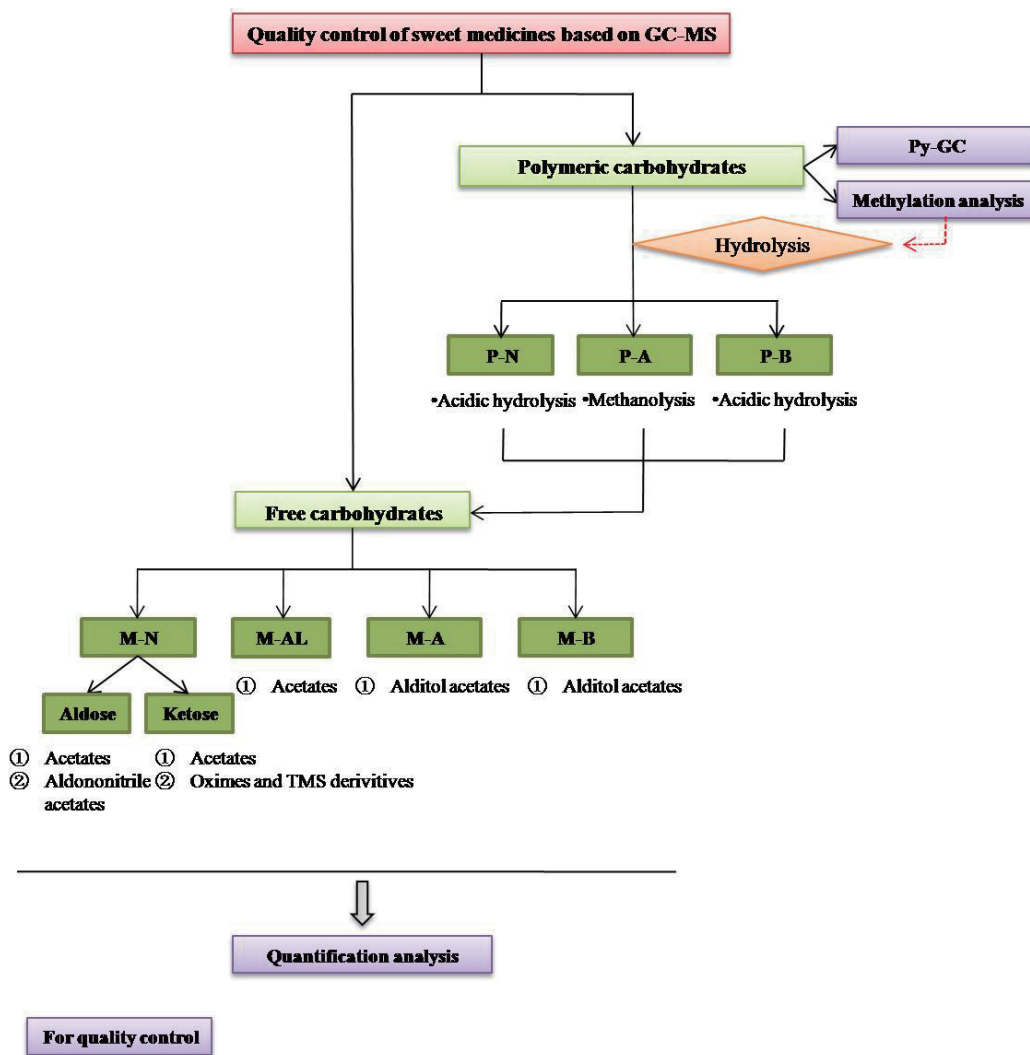 Quality control of sweet medicines based on GC-MS
Py-GC
Polymeric carbohydrates
Methylation analysis
Hydrolysis
P-N
P-A
P-B
•Acidic hydrolysis
•Methanolysis
•Acidic hydrolysis
Free carbohydrates
M-N
M-AL
M-A
M-B
① Acetates
① Alditol acetates
① Alditol acetates
Aldose
Ketose
① Acetates
② Aldononitrile
acetates
① Acetates
② Oximes and TMS derivitives
Quantification analysis
For quality control